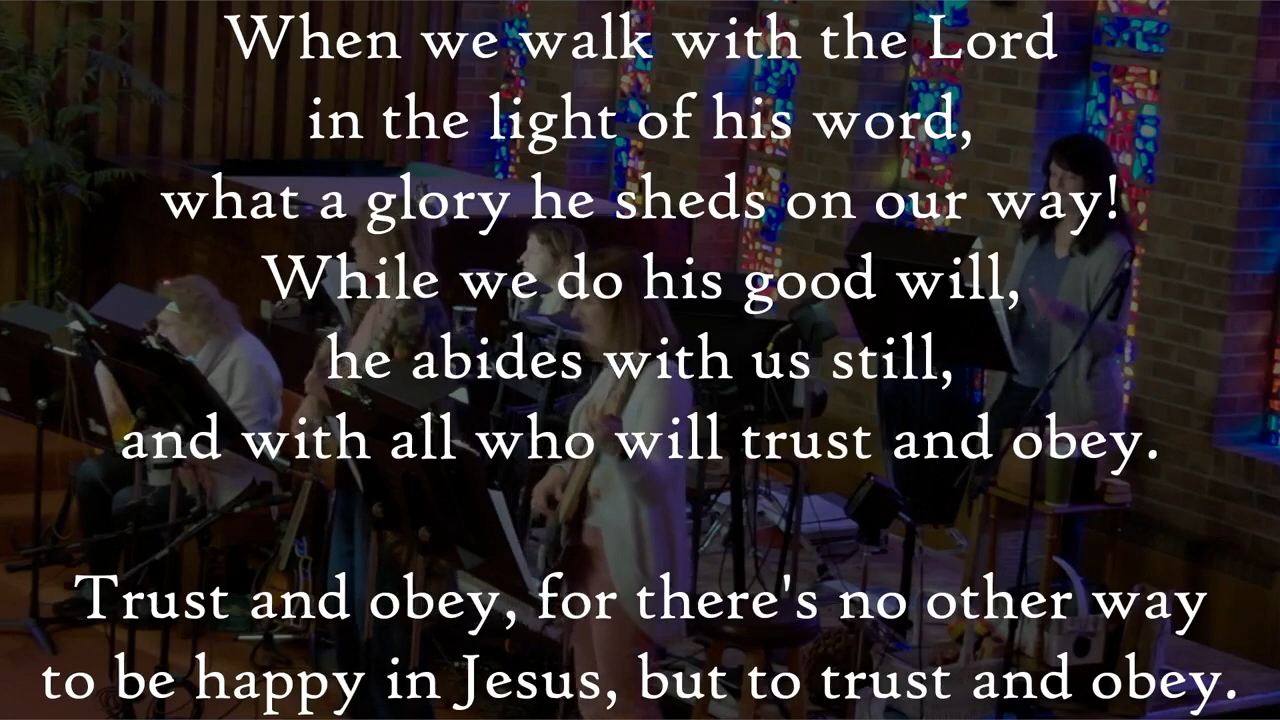 When we walk with the Lord
in the light of his word,
what a glory he sheds on our way!
While we do his good will,
he abides with us still,
and with all who will trust and obey.
Trust and obey, for there's no other way
to be happy in Jesus, but to trust and obey.